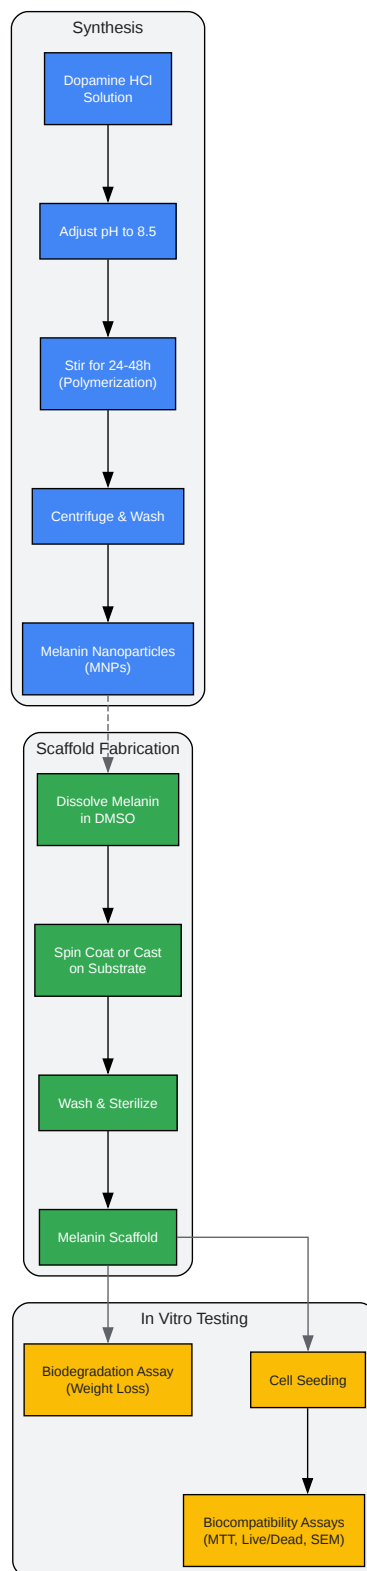 Synthesis
Dopamine HCl
Solution
Adjust pH to 8.5
Stir for 24-48h
(Polymerization)
Centrifuge & Wash
Melanin Nanoparticles
(MNPs)
Scaffold Fabrication
Dissolve Melanin
in DMSO
Spin Coat or Cast
on Substrate
Wash & Sterilize
Melanin Scaffold
In Vitro Testing
Biodegradation Assay
(Weight Loss)
Cell Seeding
Biocompatibility Assays
(MTT, Live/Dead, SEM)